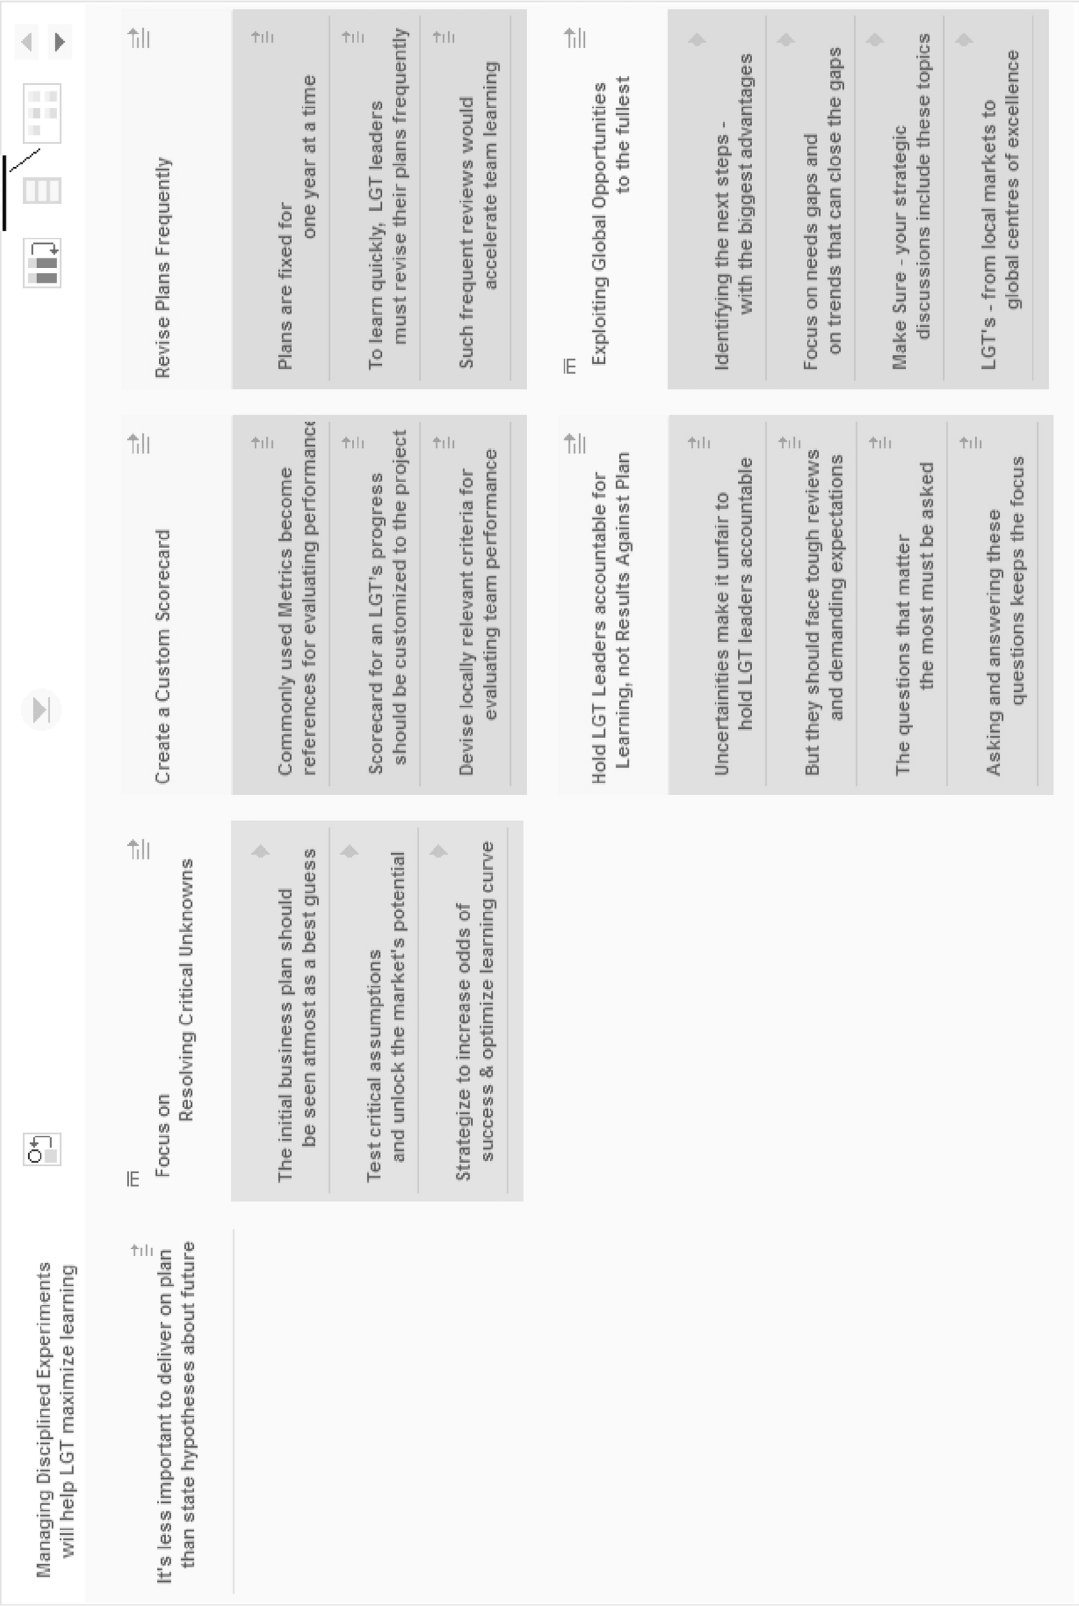 Managing Disciplined Experiments
will help LGT maximize learning
It's less important to deliver on plan
than state hypotheses about future
Focus on
Resolving Critical Unknowns
The initial business plan should
be seen atmost as a best guess
Test critical assumptions
and unlock the market's potential
Strategize to increase odds of
success & optimize learning curve
Create a Custom Scorecard
Commonly used Metrics become
references for evaluating performance
Scorecard for an LGT's progress
should be customized to the project
Devise locally relevant criteria for
evaluating team performance
Revise Plans Frequently
Plans are fixed for
one year at a time
To learn quickly, LGT leaders
must revise their plans frequently
Such frequent reviews would
accelerate team learning
Hold LGT Leaders accountable for
Learning, not Results Against Plan
Uncertainities make it unfair to
hold LGT leaders accountable
But they should face tough reviews
and demanding expectations
The questions that matter
the most must be asked
Asking and answering these
questions keeps the focus
Exploiting Global Opportunities
to the fullest
Identifying the next steps -
with the biggest advantages
Focus on needs gaps and
on trends that can close the gaps
Make Sure - your strategic
discussions include these topics
LGT's - from local markets to
global centres of excellence